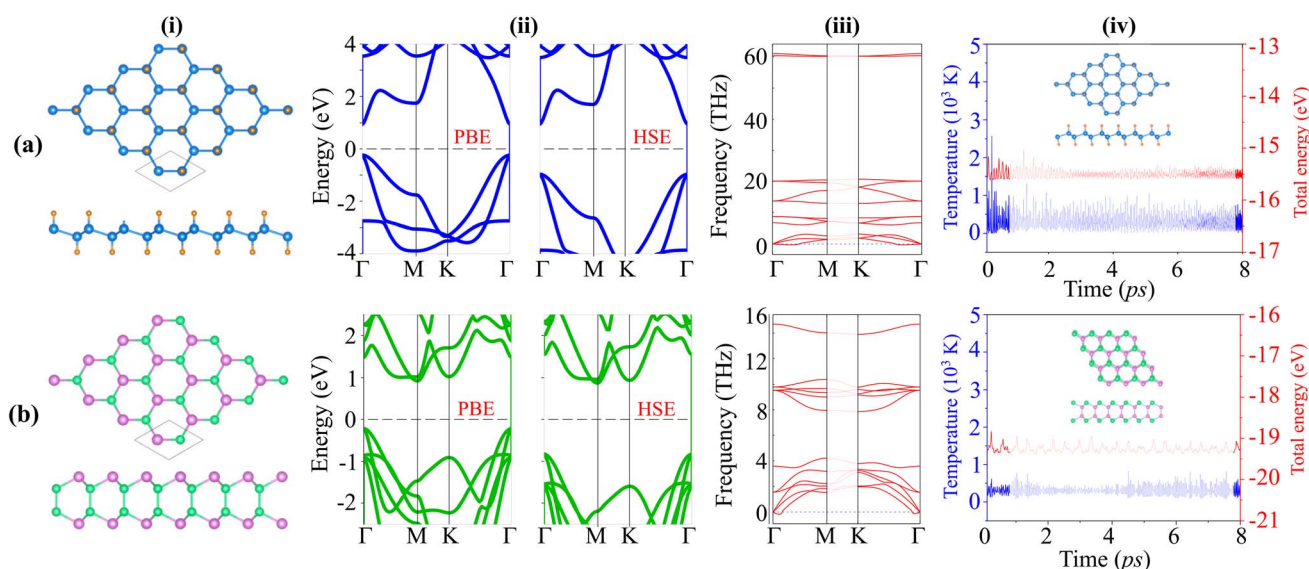 (i) (ii) (iii) (iv)
(a)
Energy (eV)
4
2
0
-2
-4
PBE
Γ M K Γ
HSE
Γ M K Γ
Frequency (THz)
60
40
20
0
Γ M K Γ
Temperature (10³ K)
5
4
3
2
1
0
0 2 4 6 8
Time (ps)
-13
-14
-15
-16
-17
Total energy (eV)
(b)
Energy (eV)
2
1
0
-1
-2
PBE
Γ M K Γ
HSE
Γ M K Γ
Frequency (THz)
16
12
8
4
0
Γ M K Γ
Temperature (10³ K)
5
4
3
2
1
0
0 2 4 6 8
Time (ps)
-16
-17
-18
-19
-20
-21
Total energy (eV)